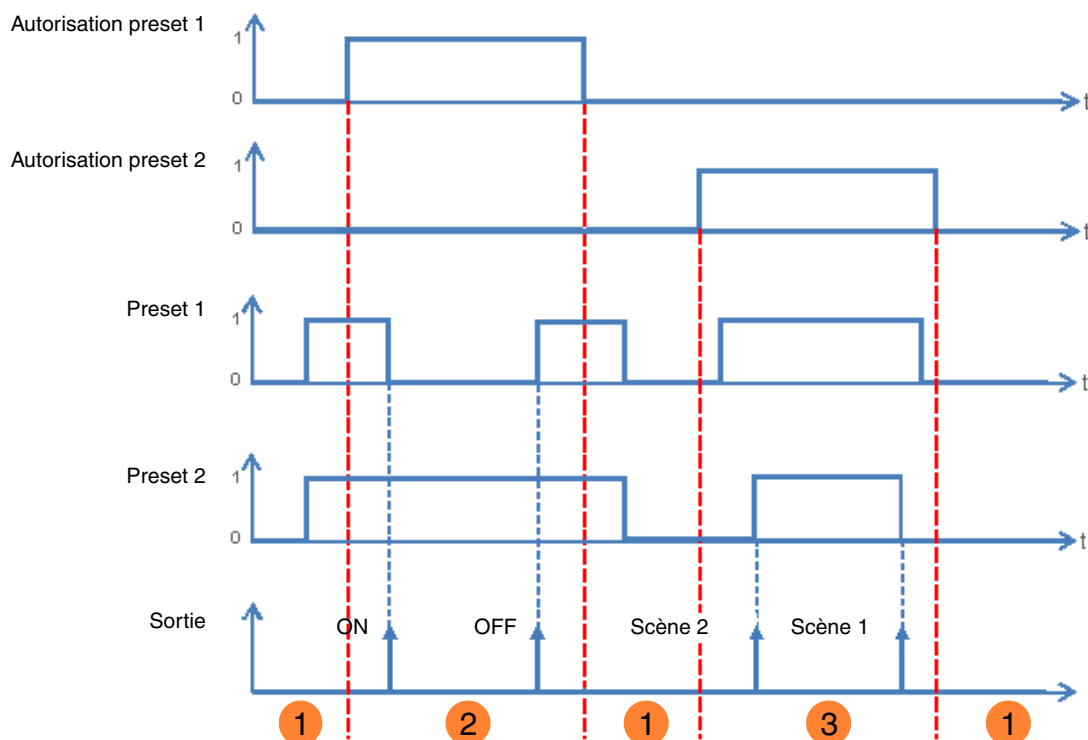 Autorisation preset 1
1
0
t
Autorisation preset 2
1
0
t
Preset 1
1
0
t
Preset 2
1
0
t
Sortie
ON
OFF
Scène 2
Scène 1
1
2
1
3
1